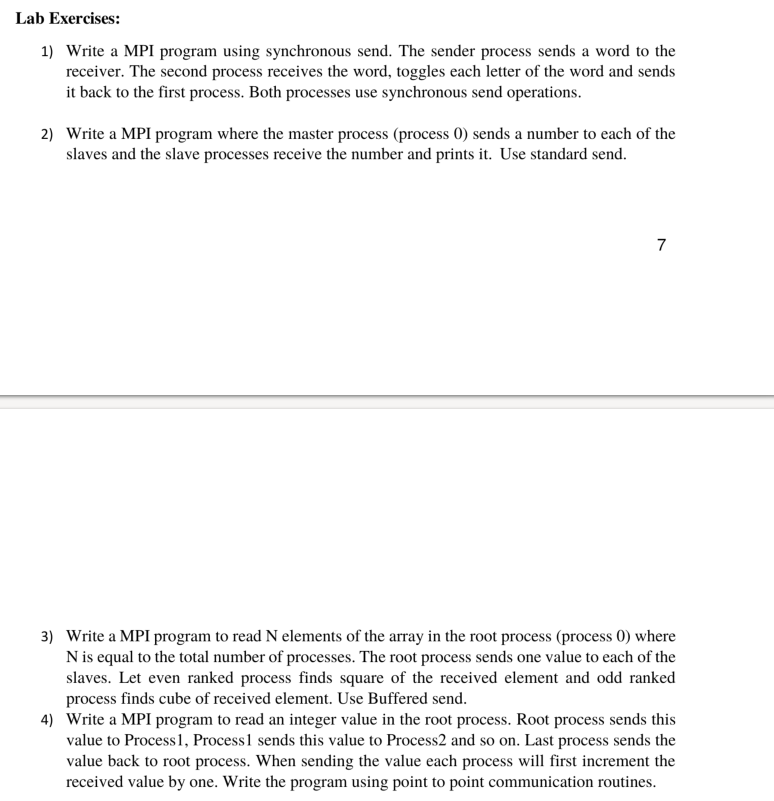 Lab Exercises:
1) Write a MPI program using synchronous send. The sender process sends a word to the
receiver. The second process receives the word, toggles each letter of the word and sends
it back to the first process. Both processes use synchronous send operations.
2) Write a MPI program where the master process (process 0) sends a number to each of the
slaves and the slave processes receive the number and prints it. Use standard send.
7
3) Write a MPI program to read N elements of the array in the root process (process 0) where
N is equal to the total number of processes. The root process sends one value to each of the
slaves. Let even ranked process finds square of the received element and odd ranked
process finds cube of received element. Use Buffered send.
4) Write a MPI program to read an integer value in the root process. Root process sends this
value to Process1, Process1 sends this value to Process2 and so on. Last process sends the
value back to root process. When sending the value each process will first increment the
received value by one. Write the program using point to point communication routines.